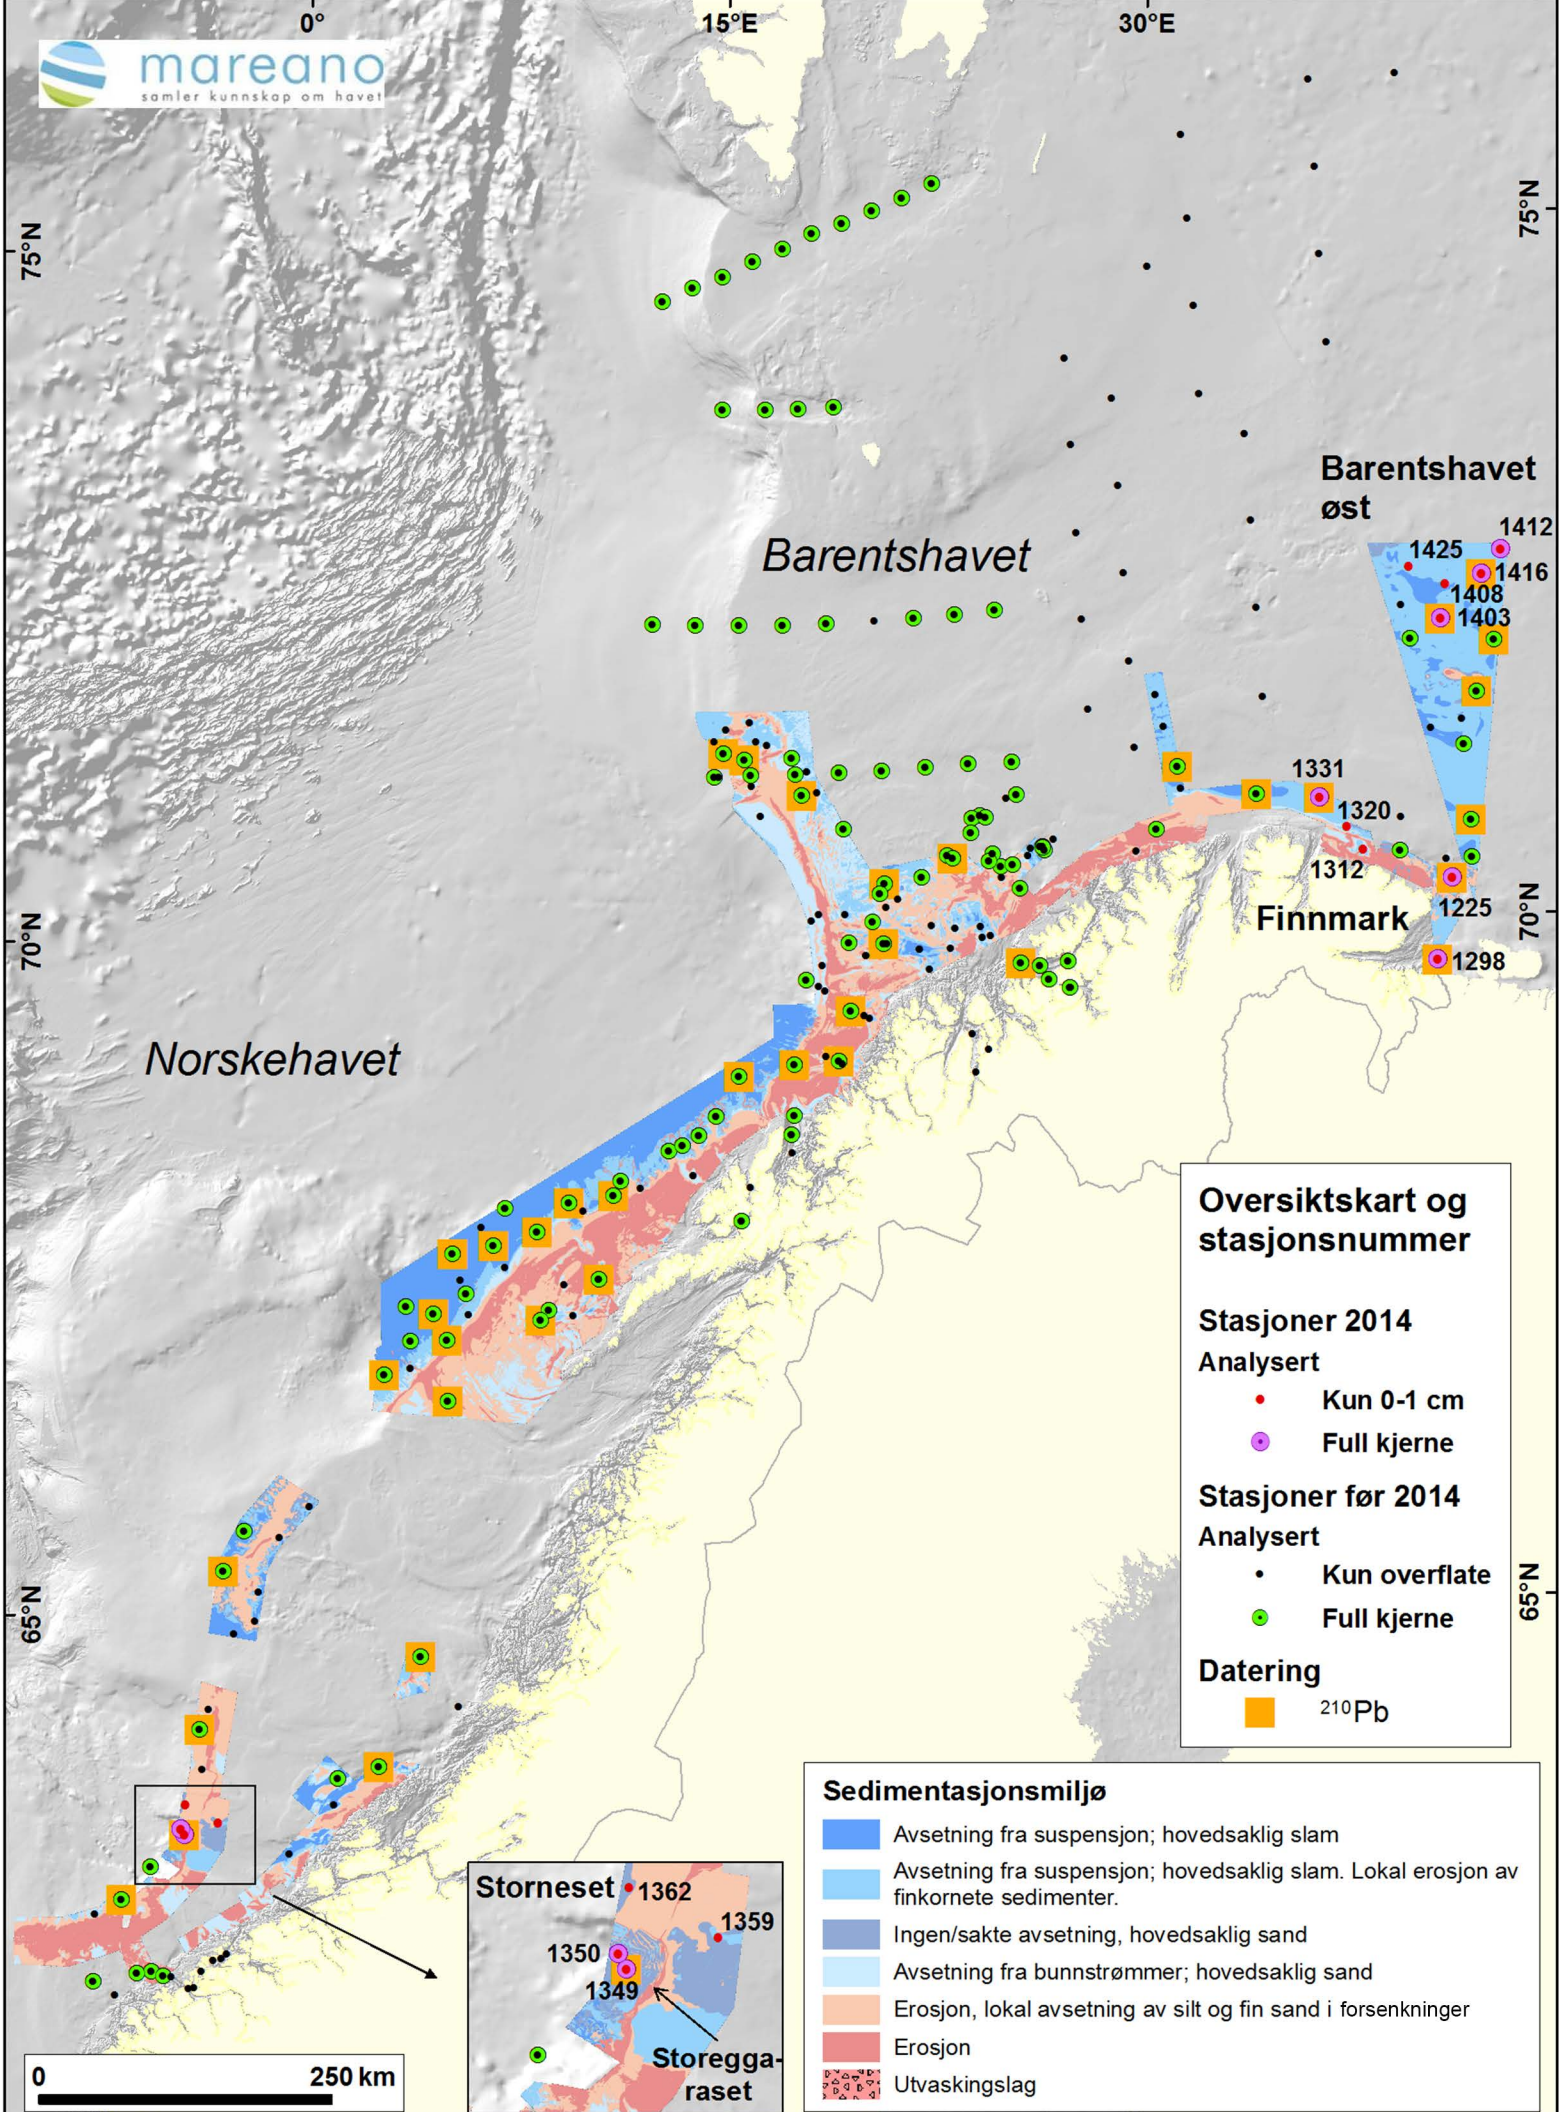 0°
15°E
30°E
mareano
samler kunnskap om havet
75°N
75°N
Barentshavet
øst
1412
1425
1416
1408
1403
Barentshavet
1331
1320
1312
1225
Finnmark
1298
70°N
70°N
Norskehavet
Oversiktskart og
stasjonsnummer
Stasjoner 2014
Analysert
Kun 0-1 cm
Full kjerne
Stasjoner før 2014
Analysert
Kun overflate
Full kjerne
Datering
²¹⁰Pb
65°N
65°N
Sedimentasjonsmiljø
Avsetning fra suspensjon; hovedsaklig slam
Avsetning fra suspensjon; hovedsaklig slam. Lokal erosjon av
finkornete sedimenter.
Ingen/sakte avsetning, hovedsaklig sand
Avsetning fra bunnstrømmer; hovedsaklig sand
Erosjon, lokal avsetning av silt og fin sand i forsenkninger
Erosjon
Utvaskingslag
Storneset
1362
1359
1350
1349
Storegga-
raset
0 250 km